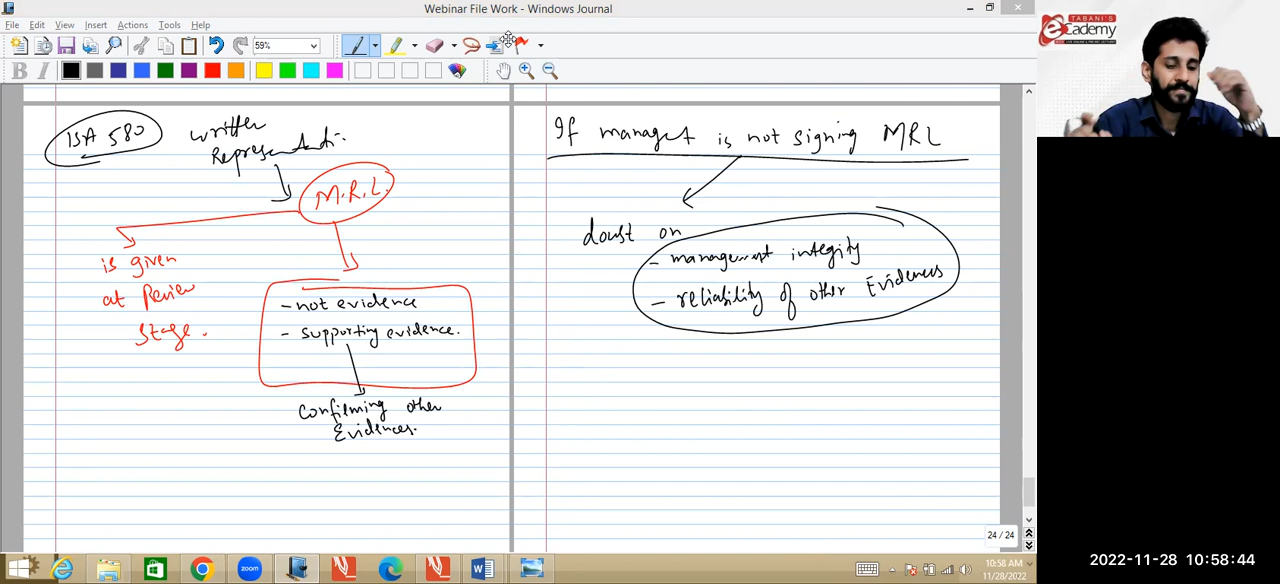 Webinar File Work - Windows Journal
File Edit View Insert Actions Tools Help
59%
TABANI'S
eCademy
ISA 580
written
Representati.
M.R.L.
is given
at Review
Stage.
- not evidence
- supporting evidence.
Confirming other
Evidences.
If managet is not signing MRL
doubt on
- management integrity
- reliability of other Evidences
24 / 24
zoom
10:58 AM
11/28/2022
2022-11-28 10:58:44